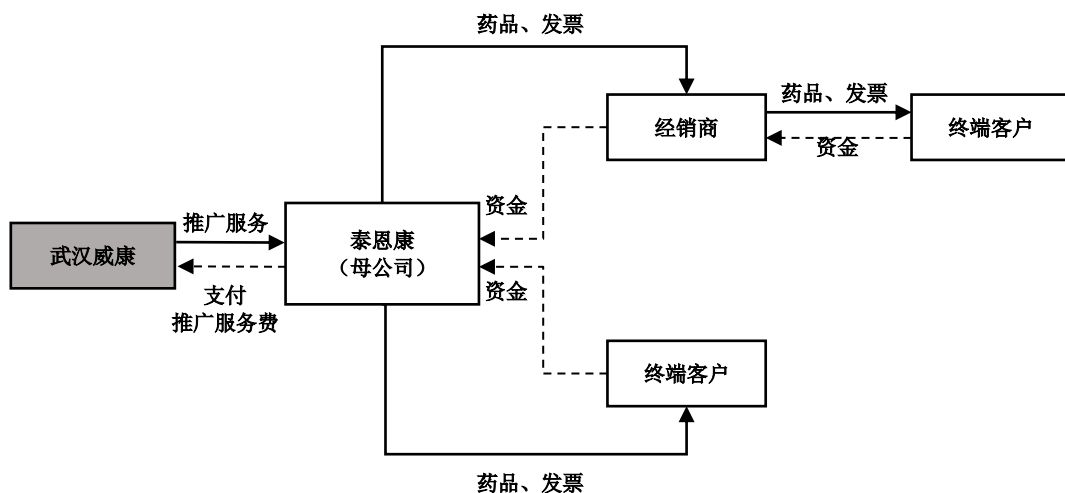 药品、发票
药品、发票
经销商
终端客户
资金
资金
推广服务
泰恩康
（母公司）
武汉威康
资金
支付
推广服务费
终端客户
药品、发票